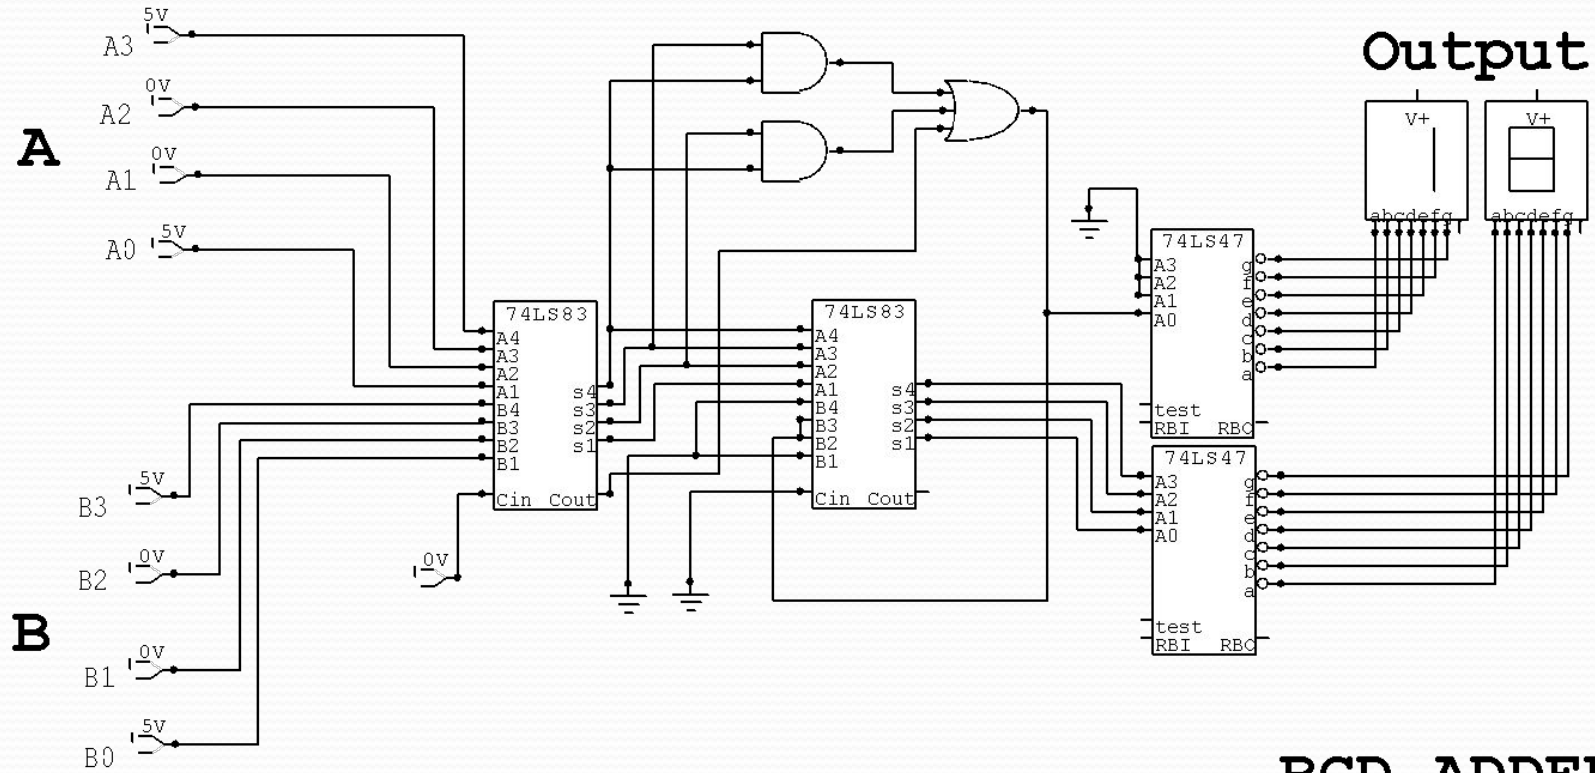 Output
5V
A3
0V
A2
A
0V
A1
5V
A0
V+
abcdefg
V+
abcdefg
74LS83
A4
A3
A2
A1
B4
B3
B2
B1
s4
s3
s2
s1
Cin Cout
74LS83
A4
A3
A2
A1
B4
B3
B2
B1
s4
s3
s2
s1
Cin Cout
74LS47
A3
A2
A1
A0
g
f
e
d
c
b
a
test
RBI RBO
74LS47
A3
A2
A1
A0
g
f
e
d
c
b
a
test
RBI RBO
5V
B3
0V
B2
0V
B
0V
B1
5V
B0
BCD ADDER